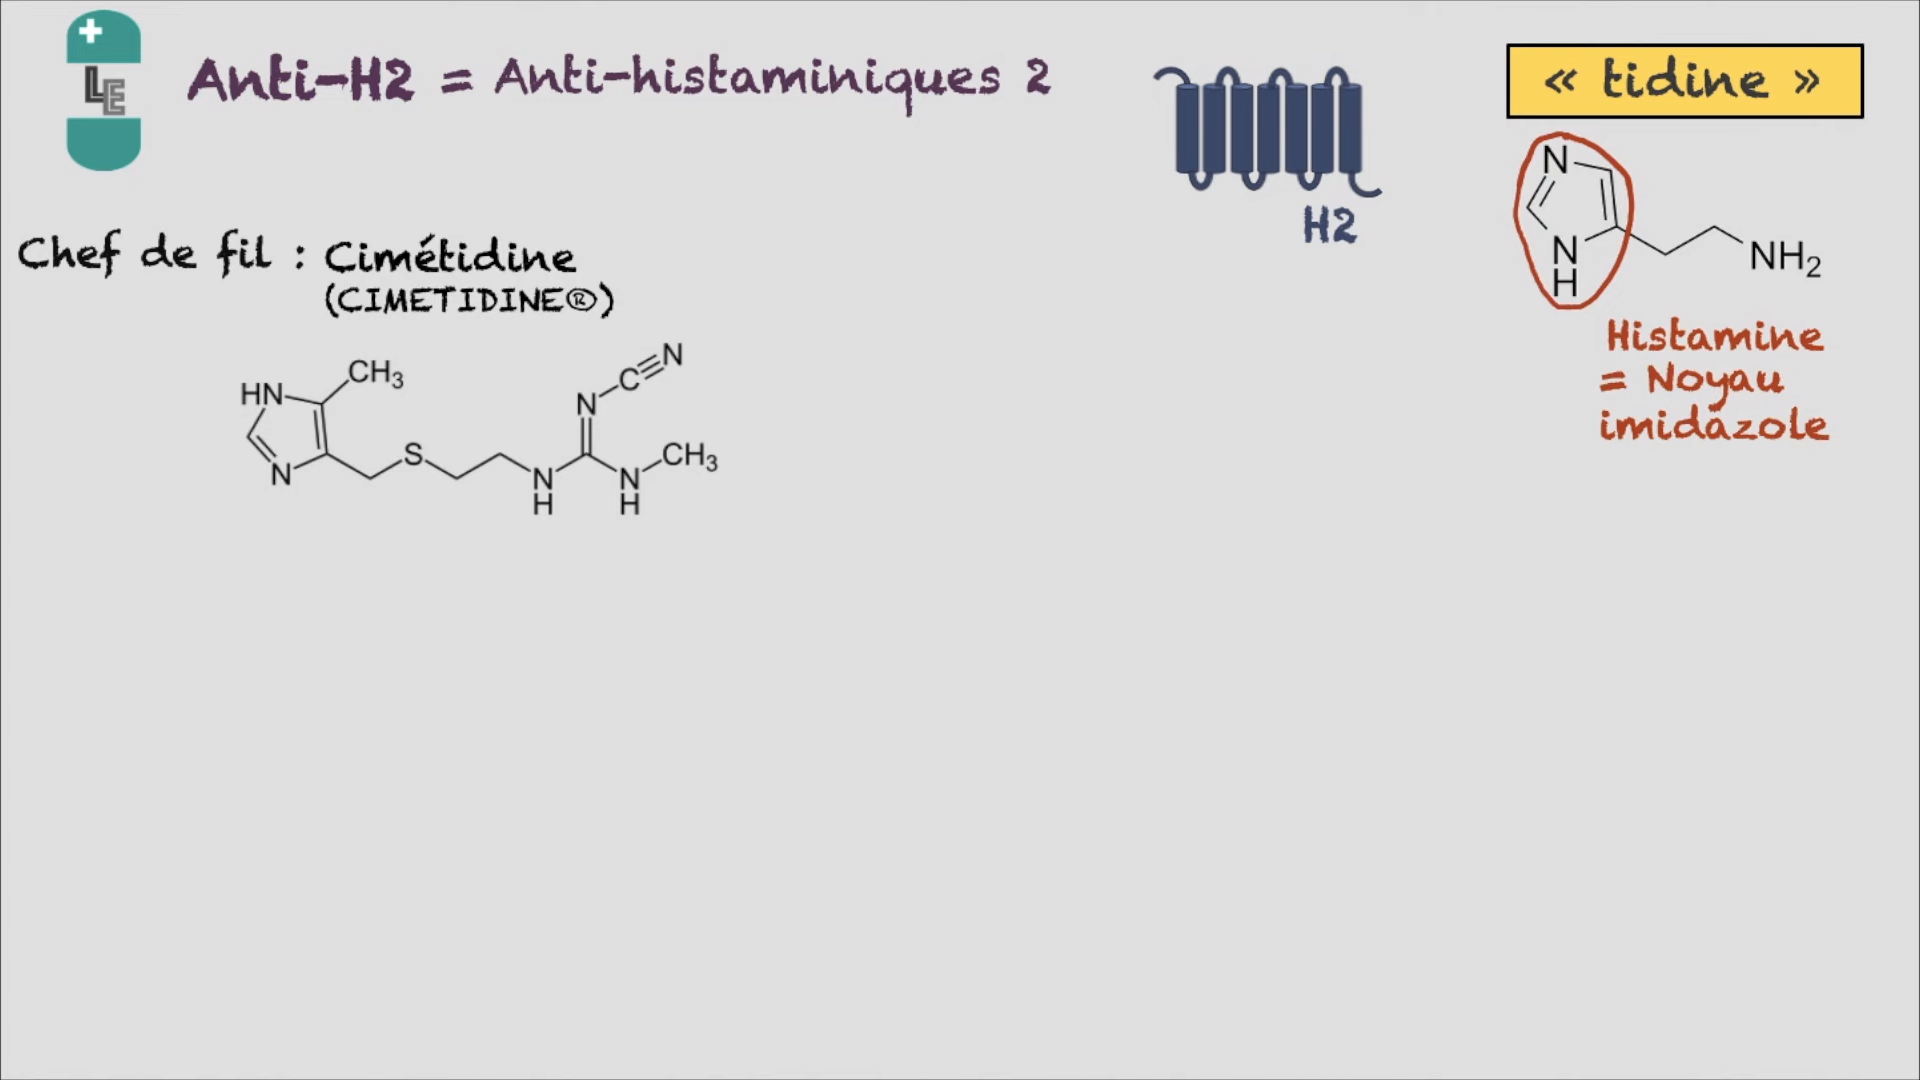 LE
Anti-H2 = Anti-histaminiques 2
« tidine »
H2
N
N
H
NH2
Histamine
= Noyau
imidazole
Chef de fil : Cimétidine
(CIMETIDINE®)
HN
CH3
N
S
N
H
N
C
N
N
H
CH3